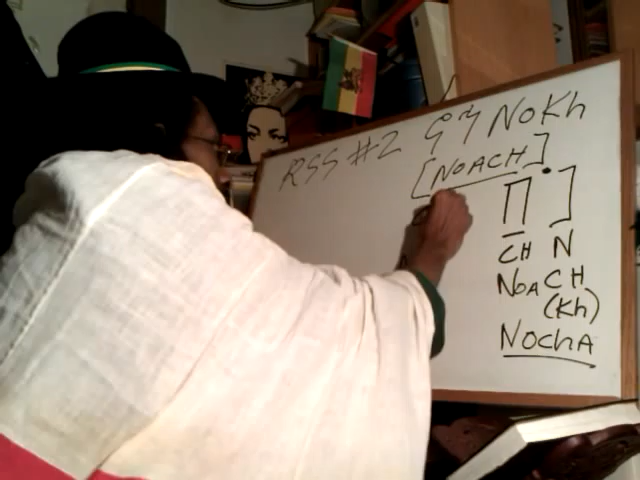 RSS #2 NOKh
[NOACH]
נֹחַ
CH N
NOACH
(Kh)
NOCHA